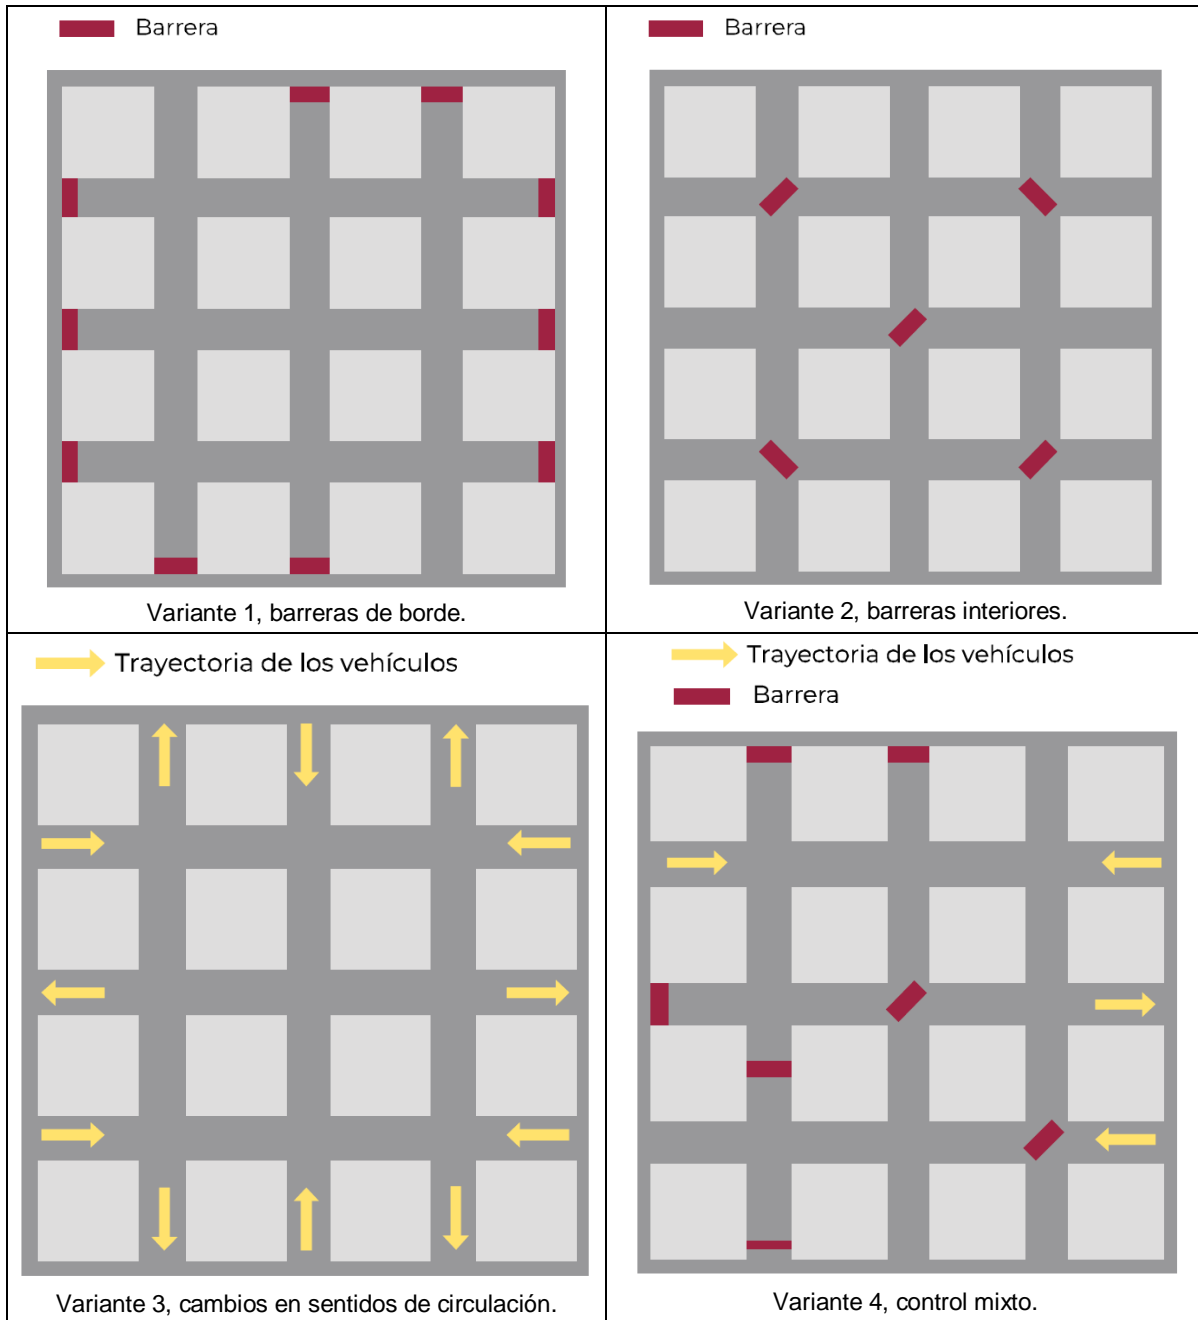 Barrera
Variante 1, barreras de borde.
Barrera
Variante 2, barreras interiores.
Trayectoria de los vehículos
Variante 3, cambios en sentidos de circulación.
Trayectoria de los vehículos
Barrera
Variante 4, control mixto.